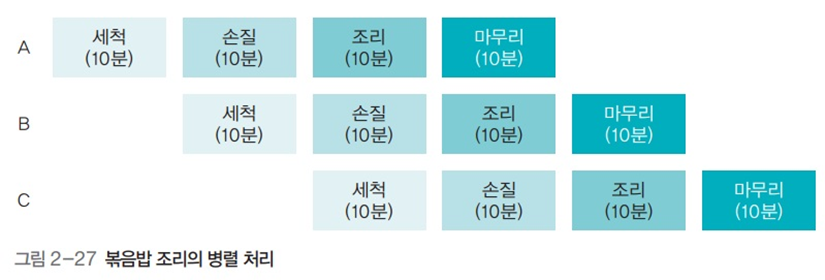 A
세척
(10분)
손질
(10분)
조리
(10분)
마무리
(10분)
B
세척
(10분)
손질
(10분)
조리
(10분)
마무리
(10분)
C
세척
(10분)
손질
(10분)
조리
(10분)
마무리
(10분)
그림 2-27 볶음밥 조리의 병렬 처리